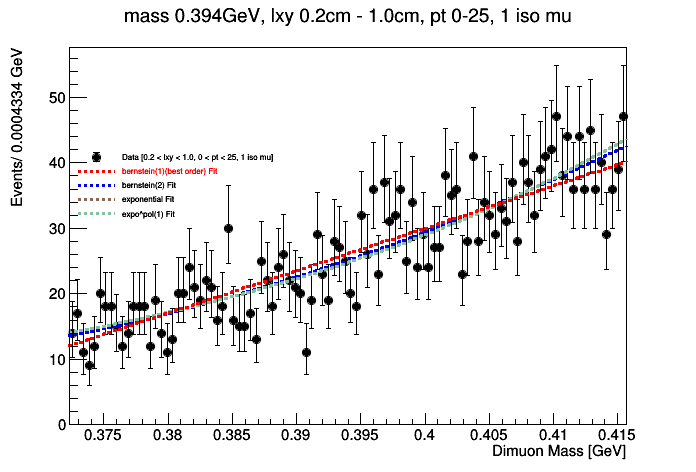 mass 0.394GeV, lxy 0.2cm - 1.0cm, pt 0-25, 1 iso mu
Events/ 0.0004334 GeV
50
40
30
20
10
0
Data [0.2 < lxy < 1.0, 0 < pt < 25, 1 iso mu]
bernstein(1)(best order) Fit
bernstein(2) Fit
exponential Fit
expo*pol(1) Fit
0.375 0.38 0.385 0.39 0.395 0.4 0.405 0.41 0.415
Dimuon Mass [GeV]